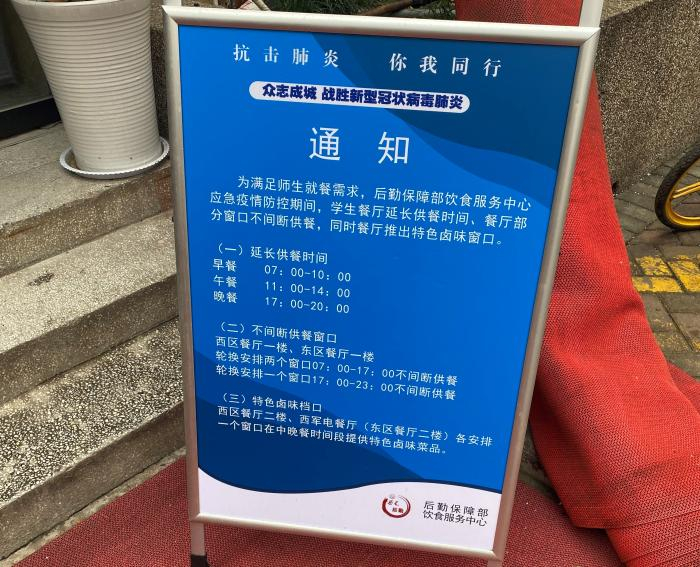 抗击肺炎 你我同行
众志成城 战胜新型冠状病毒肺炎
通 知
为满足师生就餐需求，后勤保障部饮食服务中心
应急疫情防控期间，学生餐厅延长供餐时间、餐厅部
分窗口不间断供餐，同时餐厅推出特色卤味窗口。
（一）延长供餐时间
早餐 07：00-10：00
午餐 11：00-14：00
晚餐 17：00-20：00
（二）不间断供餐窗口
西区餐厅一楼、东区餐厅一楼
轮换安排两个窗口07：00-17：00不间断供餐
轮换安排一个窗口17：00-23：00不间断供餐
（三）特色卤味档口
西区餐厅二楼、西军电餐厅（东区餐厅二楼）各安排
一个窗口在中晚餐时间段提供特色卤味菜品。
后勤保障部
饮食服务中心